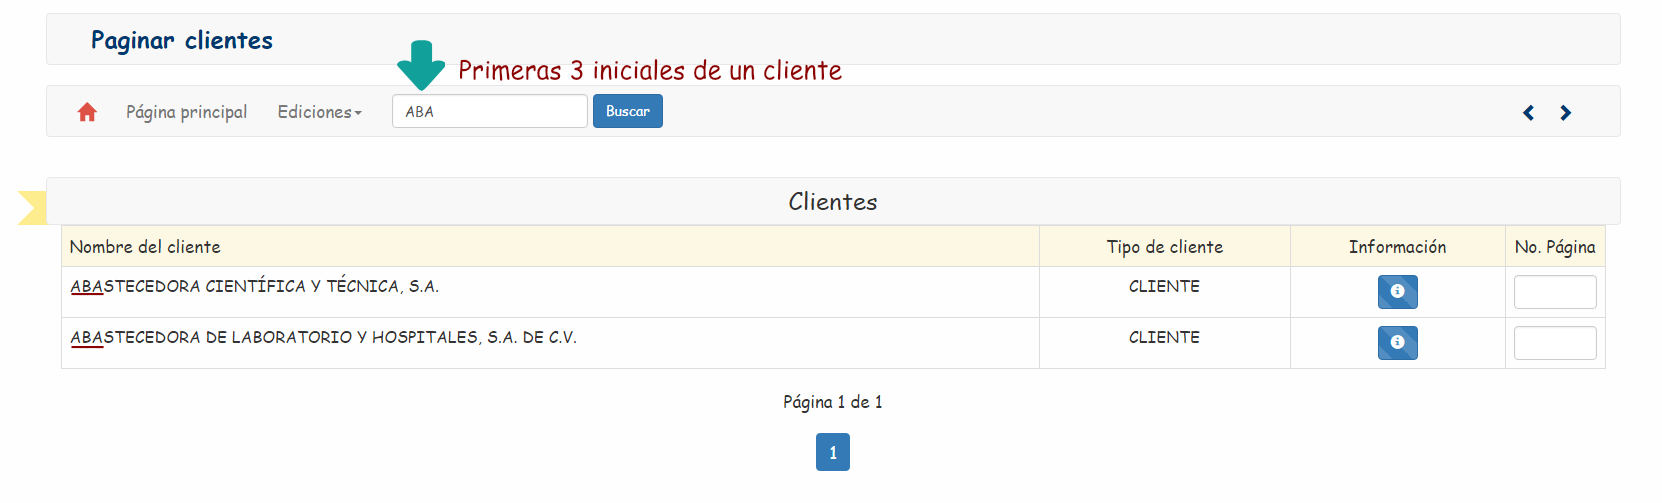 Paginar clientes
Primeras 3 iniciales de un cliente
Página principal Ediciones ABA Buscar
Clientes
Nombre del cliente Tipo de cliente Información No. Página
ABASTECEDORA CIENTÍFICA Y TÉCNICA, S.A. CLIENTE
ABASTECEDORA DE LABORATORIO Y HOSPITALES, S.A. DE C.V. CLIENTE
Página 1 de 1
1